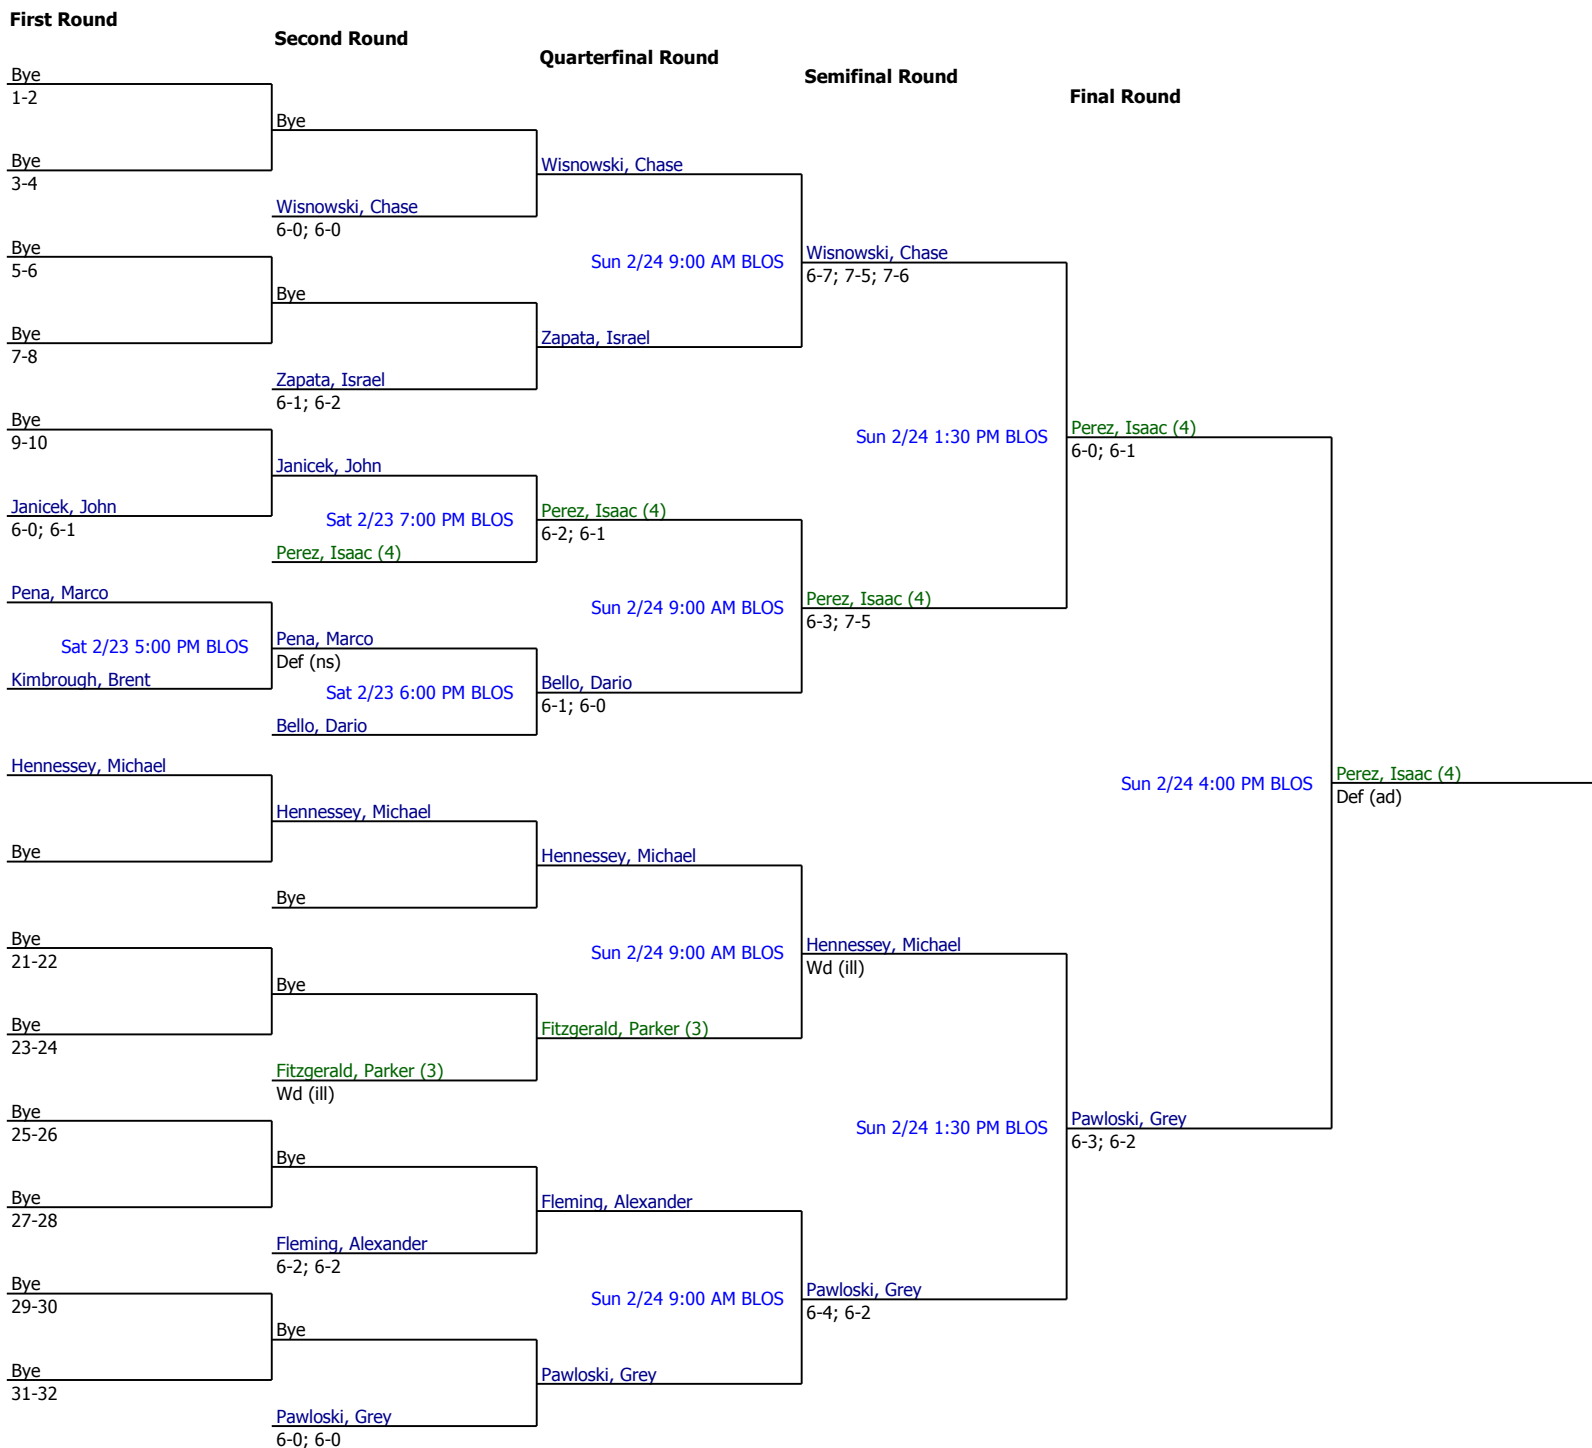 First Round
Second Round
Quarterfinal Round
Semifinal Round
Final Round
Bye
1-2
Bye
Bye
3-4
Wisnowski, Chase
Wisnowski, Chase
6-0; 6-0
Bye
5-6
Sun 2/24 9:00 AM BLOS
Wisnowski, Chase
6-7; 7-5; 7-6
Bye
Bye
7-8
Zapata, Israel
Zapata, Israel
6-1; 6-2
Bye
9-10
Sun 2/24 1:30 PM BLOS
Perez, Isaac (4)
6-0; 6-1
Janicek, John
Janicek, John
6-0; 6-1
Sat 2/23 7:00 PM BLOS
Perez, Isaac (4)
6-2; 6-1
Perez, Isaac (4)
Pena, Marco
Sun 2/24 9:00 AM BLOS
Perez, Isaac (4)
6-3; 7-5
Sat 2/23 5:00 PM BLOS
Pena, Marco
Def (ns)
Kimbrough, Brent
Sat 2/23 6:00 PM BLOS
Bello, Dario
6-1; 6-0
Bello, Dario
Hennessey, Michael
Sun 2/24 4:00 PM BLOS
Perez, Isaac (4)
Def (ad)
Hennessey, Michael
Bye
Hennessey, Michael
Bye
Bye
21-22
Sun 2/24 9:00 AM BLOS
Hennessey, Michael
Wd (ill)
Bye
Bye
23-24
Fitzgerald, Parker (3)
Fitzgerald, Parker (3)
Wd (ill)
Bye
25-26
Sun 2/24 1:30 PM BLOS
Pawloski, Grey
6-3; 6-2
Bye
Bye
27-28
Fleming, Alexander
Fleming, Alexander
6-2; 6-2
Bye
29-30
Sun 2/24 9:00 AM BLOS
Pawloski, Grey
6-4; 6-2
Bye
Bye
31-32
Pawloski, Grey
Pawloski, Grey
6-0; 6-0